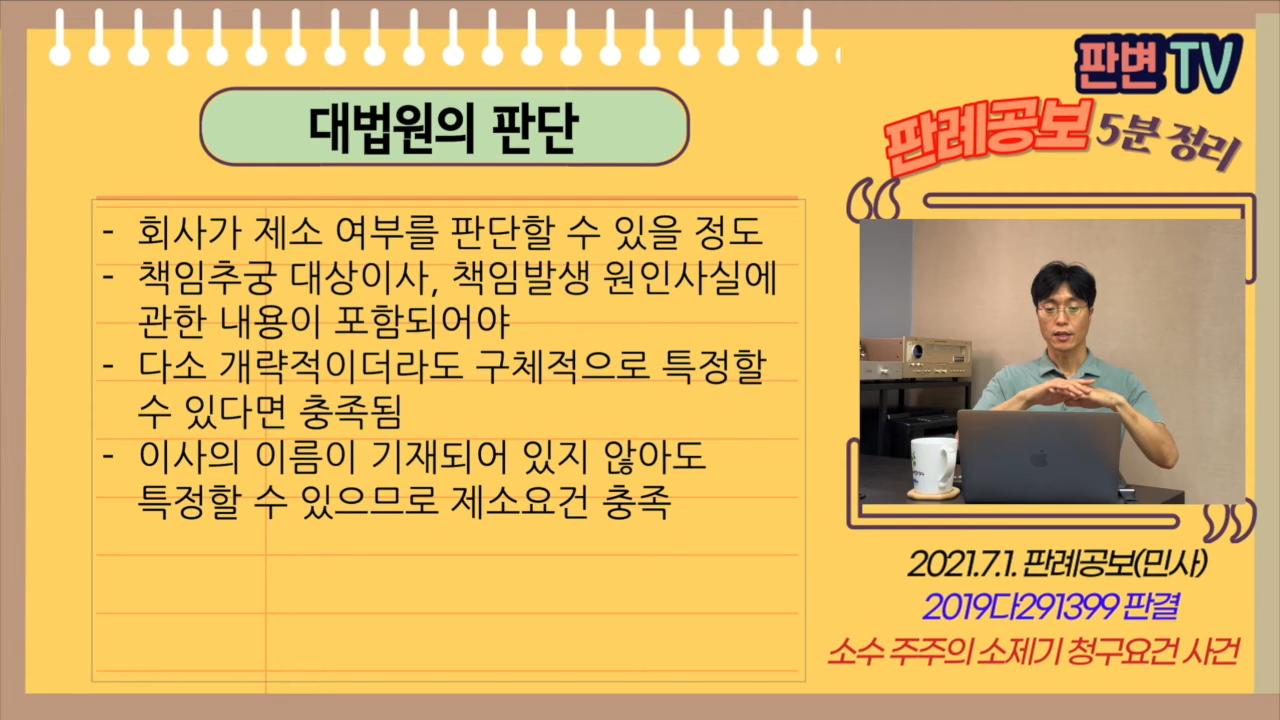 판변 TV
판례공보 5분 정리
대법원의 판단
- 회사가 제소 여부를 판단할 수 있을 정도
- 책임추궁 대상이사, 책임발생 원인사실에
관한 내용이 포함되어야
- 다소 개략적이더라도 구체적으로 특정할
수 있다면 충족됨
- 이사의 이름이 기재되어 있지 않아도
특정할 수 있으므로 제소요건 충족
2021.7.1. 판례공보(민사)
2019다291399 판결
소수 주주의 소제기 청구요건 사건